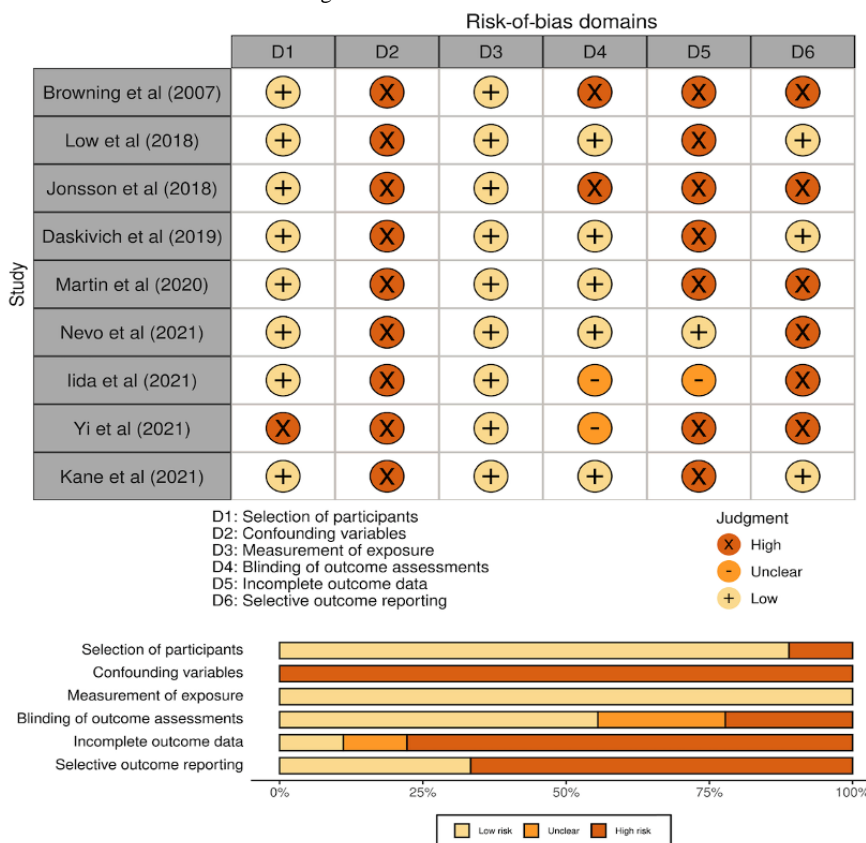 Risk-of-bias domains
D1 D2 D3 D4 D5 D6
Study
Browning et al (2007) + X + X X X
Low et al (2018) + X + + X +
Jonsson et al (2018) + X + X X X
Daskivich et al (2019) + X + + X +
Martin et al (2020) + X + + X X
Nevo et al (2021) + X + + + X
Iida et al (2021) + X + - - X
Yi et al (2021) X X + - X X
Kane et al (2021) + X + + X +
D1: Selection of participants
D2: Confounding variables
D3: Measurement of exposure
D4: Blinding of outcome assessments
D5: Incomplete outcome data
D6: Selective outcome reporting
Judgment
X High
- Unclear
+ Low
Selection of participants
Confounding variables
Measurement of exposure
Blinding of outcome assessments
Incomplete outcome data
Selective outcome reporting
0% 25% 50% 75% 100%
Low risk Unclear High risk